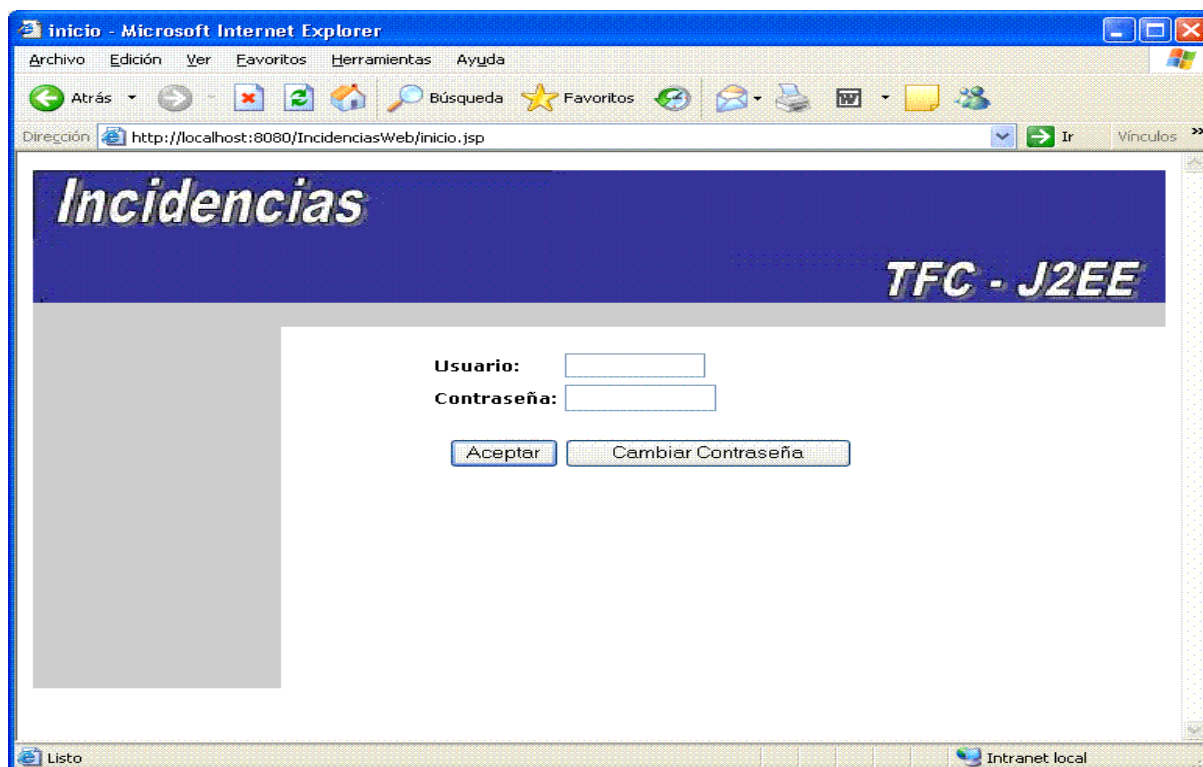 inicio - Microsoft Internet Explorer
Archivo Edición Ver Favoritos Herramientas Ayuda
Atrás Búsqueda Favoritos
Dirección http://localhost:8080/IncidenciasWeb/inicio.jsp Ir Vínculos »
Incidencias
TFC - J2EE
Usuario:
Contraseña:
Aceptar Cambiar Contraseña
Listo Intranet local